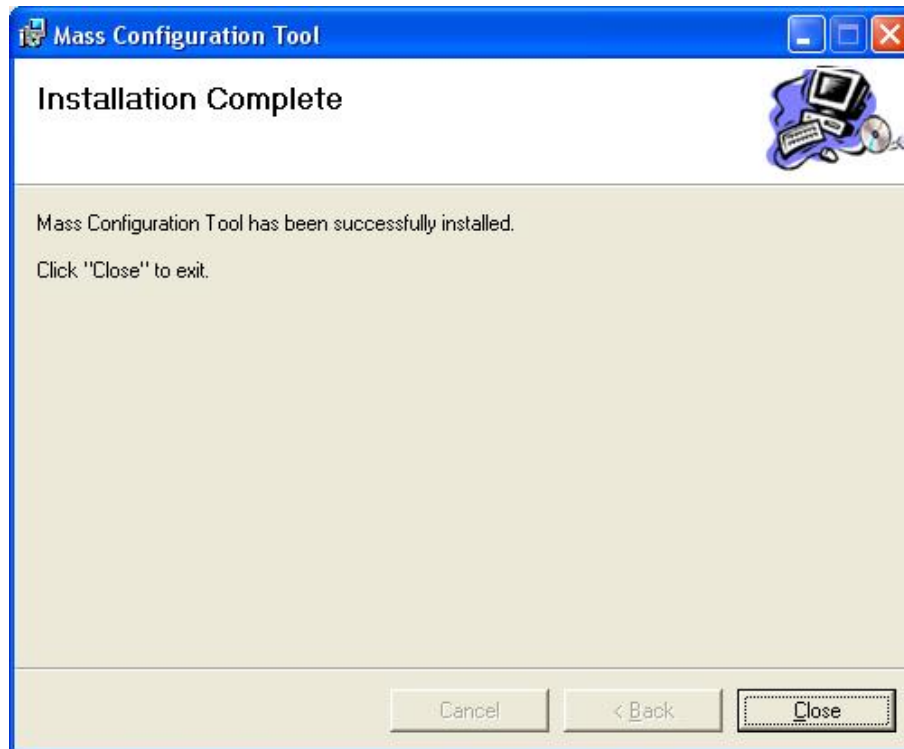 Mass Configuration Tool
Installation Complete
Mass Configuration Tool has been successfully installed.
Click "Close" to exit.
Cancel
< Back
Close